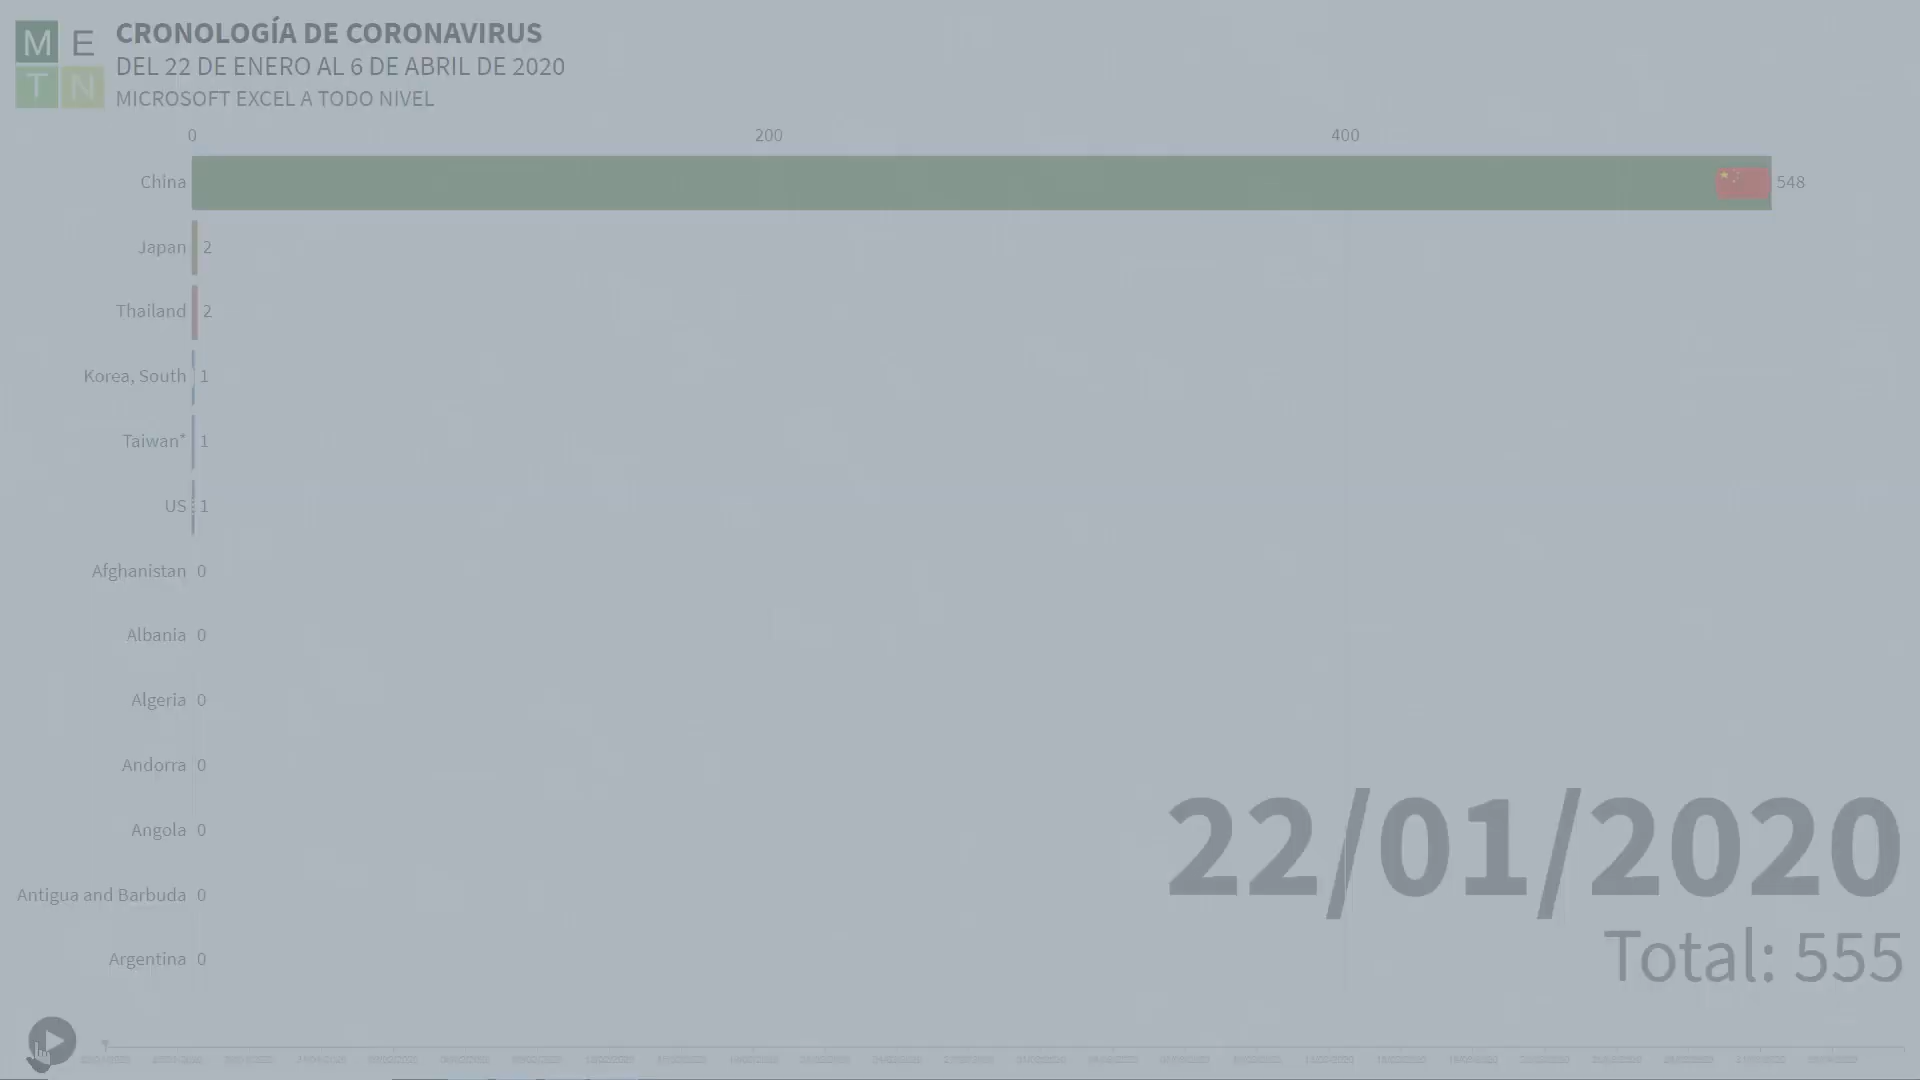 M E
T N
CRONOLOGÍA DE CORONAVIRUS
DEL 22 DE ENERO AL 6 DE ABRIL DE 2020
MICROSOFT EXCEL A TODO NIVEL
0 200 400
China 548
Japan 2
Thailand 2
Korea, South 1
Taiwan* 1
US 1
Afghanistan 0
Albania 0
Algeria 0
Andorra 0
Angola 0
Antigua and Barbuda 0
Argentina 0
22/01/2020
Total: 555